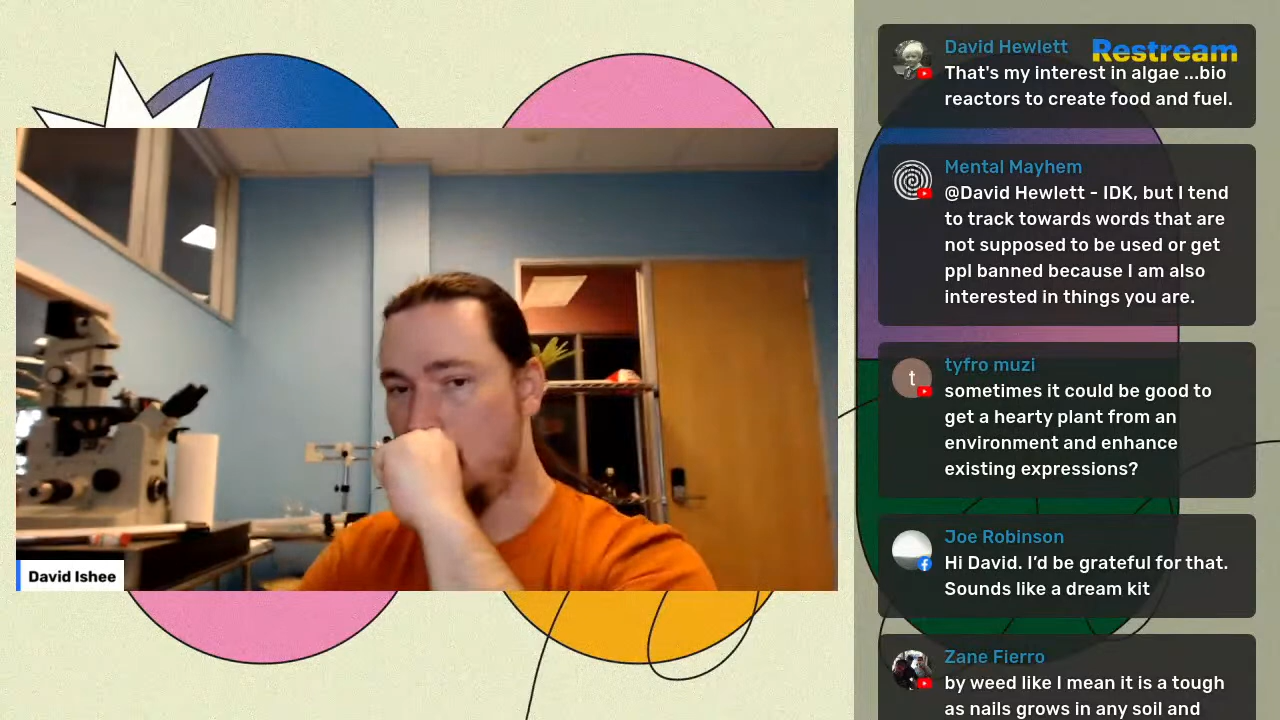 David Ishee
Restream
David Hewlett
That's my interest in algae ...bio
reactors to create food and fuel.
Mental Mayhem
@David Hewlett - IDK, but I tend
to track towards words that are
not supposed to be used or get
ppl banned because I am also
interested in things you are.
t
tyfro muzi
sometimes it could be good to
get a hearty plant from an
environment and enhance
existing expressions?
Joe Robinson
Hi David. I’d be grateful for that.
Sounds like a dream kit
Zane Fierro
by weed like I mean it is a tough
as nails grows in any soil and